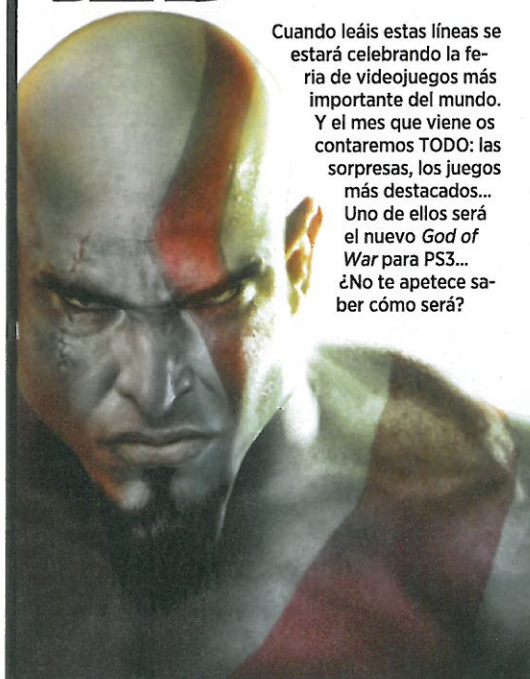 Cuando leáis estas líneas se
estará celebrando la fe-
ria de videojuegos más
importante del mundo.
Y el mes que viene os
contaremos TODO: las
sorpresas, los juegos
más destacados...
Uno de ellos será
el nuevo God of
War para PS3...
¿No te apetece sa-
ber cómo será?